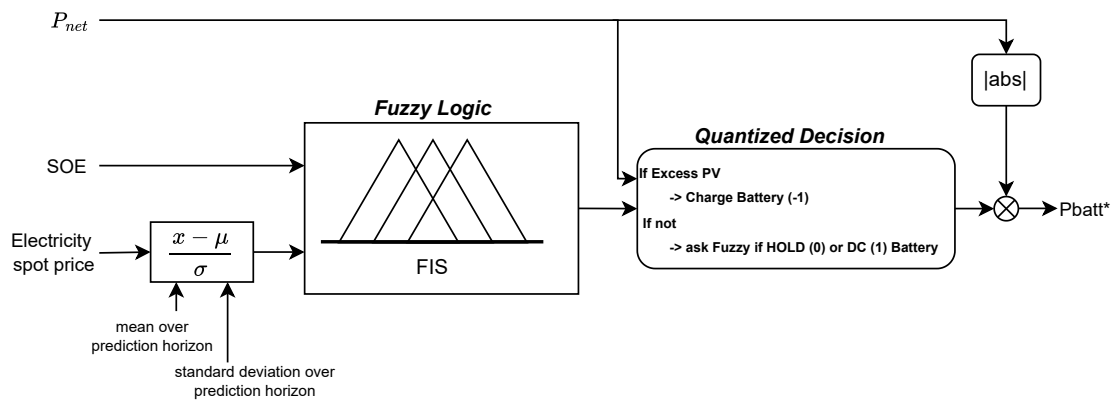 P_net
|abs|
Fuzzy Logic
Quantized Decision
SOE
If Excess PV
-> Charge Battery (-1)
If not
-> ask Fuzzy if HOLD (0) or DC (1) Battery
Pbatt*
Electricity
spot price
x − μ
σ
FIS
mean over
prediction horizon
standard deviation over
prediction horizon